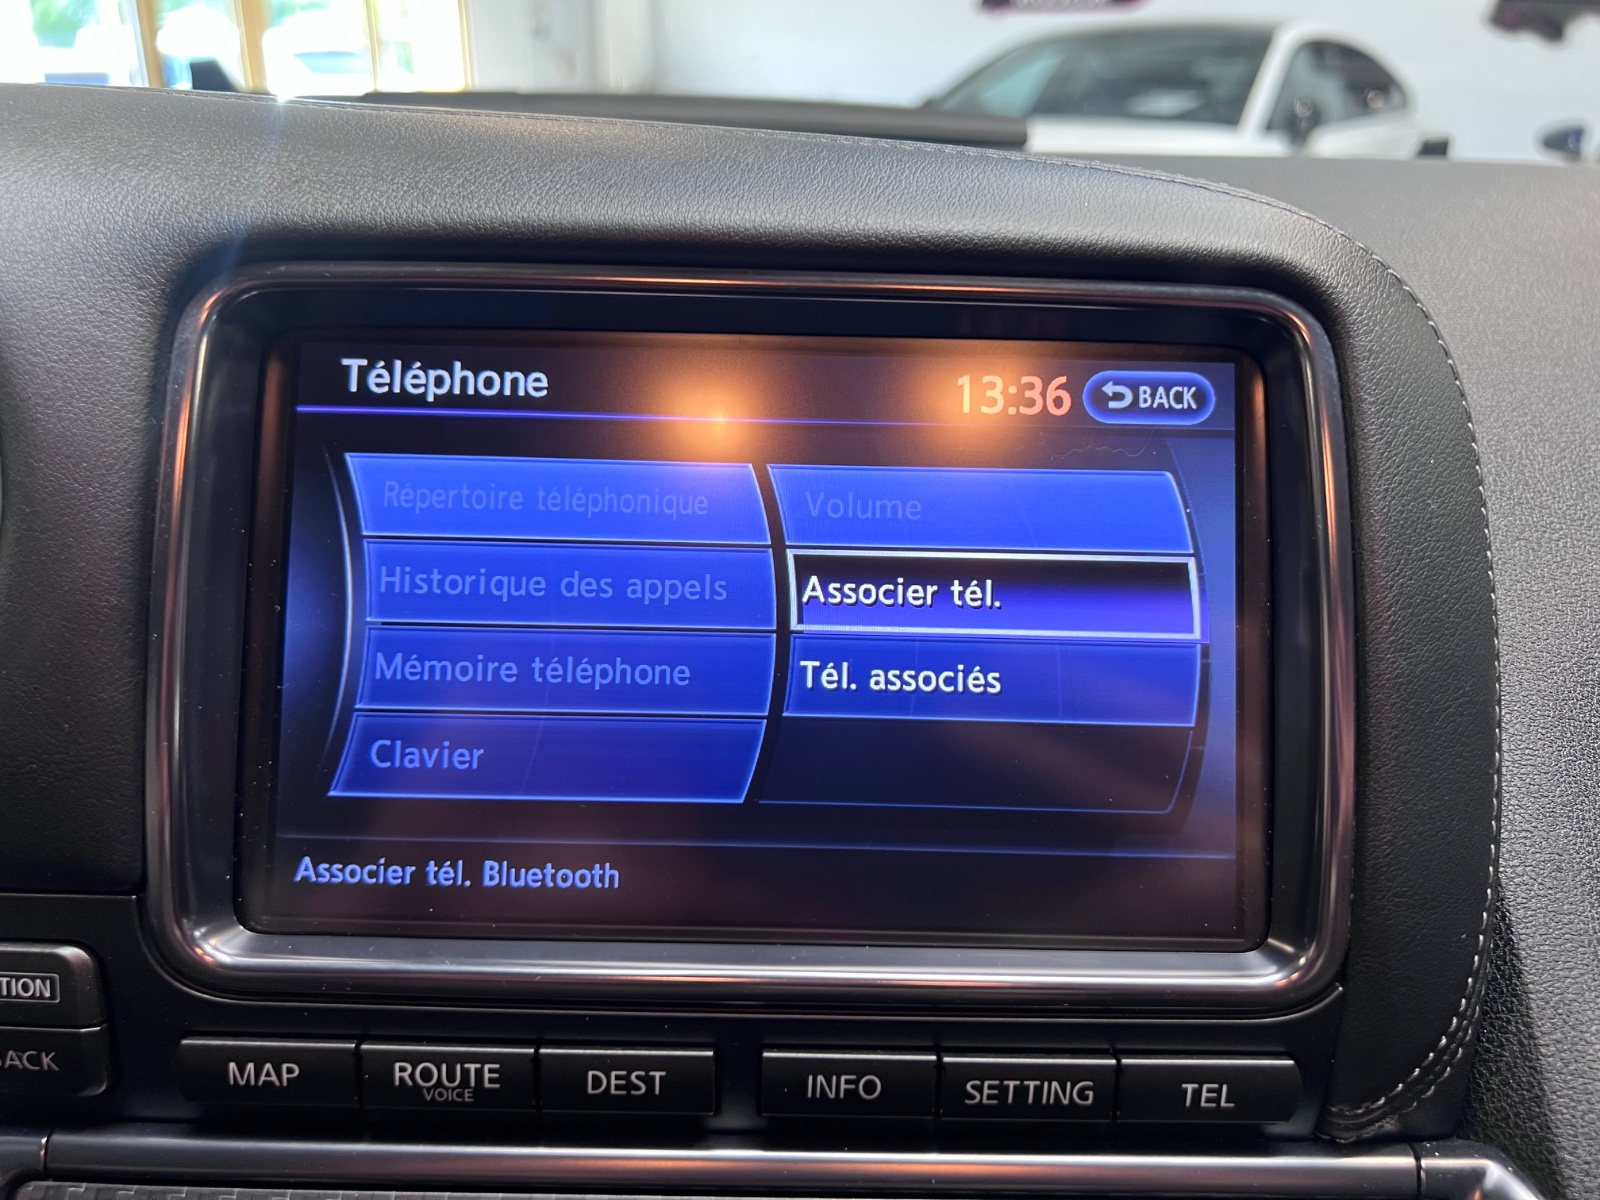 Téléphone
13:36
BACK
Répertoire téléphonique
Volume
Historique des appels
Associer tél.
Mémoire téléphone
Tél. associés
Clavier
Associer tél. Bluetooth
MAP
ROUTE
VOICE
DEST
INFO
SETTING
TEL